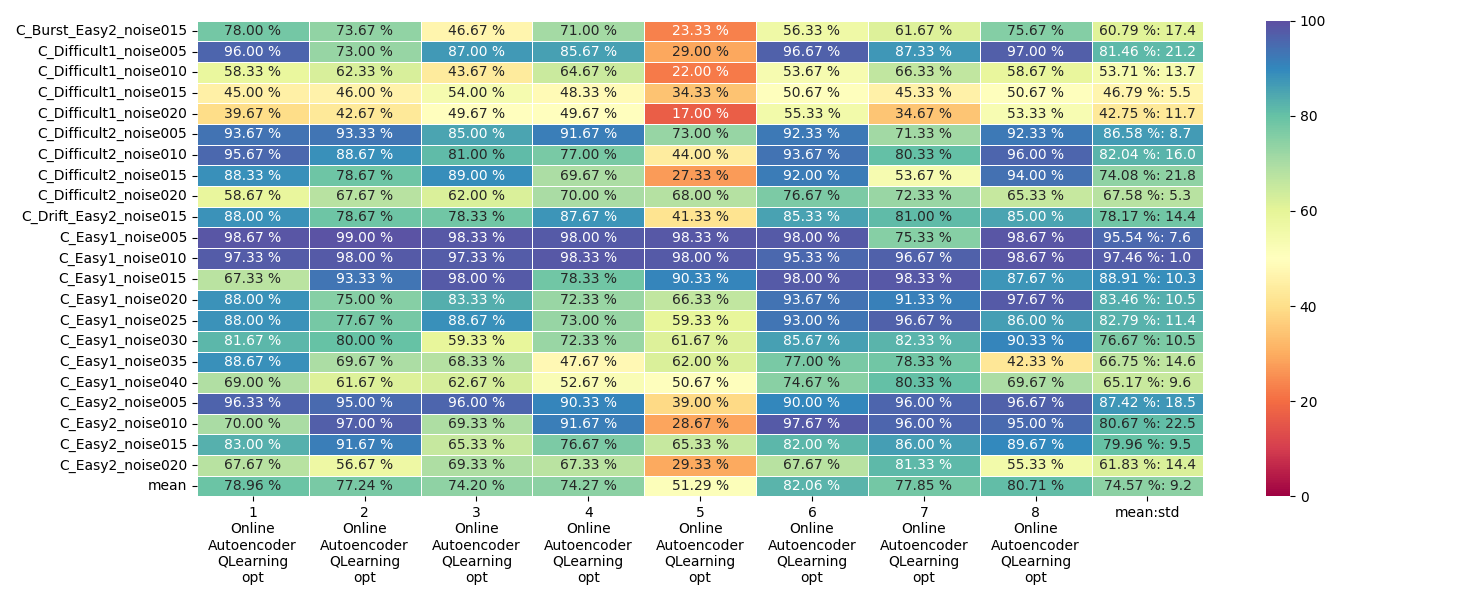 C_Burst_Easy2_noise015 78.00 % 73.67 % 46.67 % 71.00 % 23.33 % 56.33 % 61.67 % 75.67 % 60.79 %: 17.4
C_Difficult1_noise005 96.00 % 73.00 % 87.00 % 85.67 % 29.00 % 96.67 % 87.33 % 97.00 % 81.46 %: 21.2
C_Difficult1_noise010 58.33 % 62.33 % 43.67 % 64.67 % 22.00 % 53.67 % 66.33 % 58.67 % 53.71 %: 13.7
C_Difficult1_noise015 45.00 % 46.00 % 54.00 % 48.33 % 34.33 % 50.67 % 45.33 % 50.67 % 46.79 %: 5.5
C_Difficult1_noise020 39.67 % 42.67 % 49.67 % 49.67 % 17.00 % 55.33 % 34.67 % 53.33 % 42.75 %: 11.7
C_Difficult2_noise005 93.67 % 93.33 % 85.00 % 91.67 % 73.00 % 92.33 % 71.33 % 92.33 % 86.58 %: 8.7
C_Difficult2_noise010 95.67 % 88.67 % 81.00 % 77.00 % 44.00 % 93.67 % 80.33 % 96.00 % 82.04 %: 16.0
C_Difficult2_noise015 88.33 % 78.67 % 89.00 % 69.67 % 27.33 % 92.00 % 53.67 % 94.00 % 74.08 %: 21.8
C_Difficult2_noise020 58.67 % 67.67 % 62.00 % 70.00 % 68.00 % 76.67 % 72.33 % 65.33 % 67.58 %: 5.3
C_Drift_Easy2_noise015 88.00 % 78.67 % 78.33 % 87.67 % 41.33 % 85.33 % 81.00 % 85.00 % 78.17 %: 14.4
C_Easy1_noise005 98.67 % 99.00 % 98.33 % 98.00 % 98.33 % 98.00 % 75.33 % 98.67 % 95.54 %: 7.6
C_Easy1_noise010 97.33 % 98.00 % 97.33 % 98.33 % 98.00 % 95.33 % 96.67 % 98.67 % 97.46 %: 1.0
C_Easy1_noise015 67.33 % 93.33 % 98.00 % 78.33 % 90.33 % 98.00 % 98.33 % 87.67 % 88.91 %: 10.3
C_Easy1_noise020 88.00 % 75.00 % 83.33 % 72.33 % 66.33 % 93.67 % 91.33 % 97.67 % 83.46 %: 10.5
C_Easy1_noise025 88.00 % 77.67 % 88.67 % 73.00 % 59.33 % 93.00 % 96.67 % 86.00 % 82.79 %: 11.4
C_Easy1_noise030 81.67 % 80.00 % 59.33 % 72.33 % 61.67 % 85.67 % 82.33 % 90.33 % 76.67 %: 10.5
C_Easy1_noise035 88.67 % 69.67 % 68.33 % 47.67 % 62.00 % 77.00 % 78.33 % 42.33 % 66.75 %: 14.6
C_Easy1_noise040 69.00 % 61.67 % 62.67 % 52.67 % 50.67 % 74.67 % 80.33 % 69.67 % 65.17 %: 9.6
C_Easy2_noise005 96.33 % 95.00 % 96.00 % 90.33 % 39.00 % 90.00 % 96.00 % 96.67 % 87.42 %: 18.5
C_Easy2_noise010 70.00 % 97.00 % 69.33 % 91.67 % 28.67 % 97.67 % 96.00 % 95.00 % 80.67 %: 22.5
C_Easy2_noise015 83.00 % 91.67 % 65.33 % 76.67 % 65.33 % 82.00 % 86.00 % 89.67 % 79.96 %: 9.5
C_Easy2_noise020 67.67 % 56.67 % 69.33 % 67.33 % 29.33 % 67.67 % 81.33 % 55.33 % 61.83 %: 14.4
mean 78.96 % 77.24 % 74.20 % 74.27 % 51.29 % 82.06 % 77.85 % 80.71 % 74.57 %: 9.2
1 2 3 4 5 6 7 8 mean:std
Online Online Online Online Online Online Online Online
Autoencoder Autoencoder Autoencoder Autoencoder Autoencoder Autoencoder Autoencoder Autoencoder
QLearning QLearning QLearning QLearning QLearning QLearning QLearning QLearning
opt opt opt opt opt opt opt opt
100
80
60
40
20
0